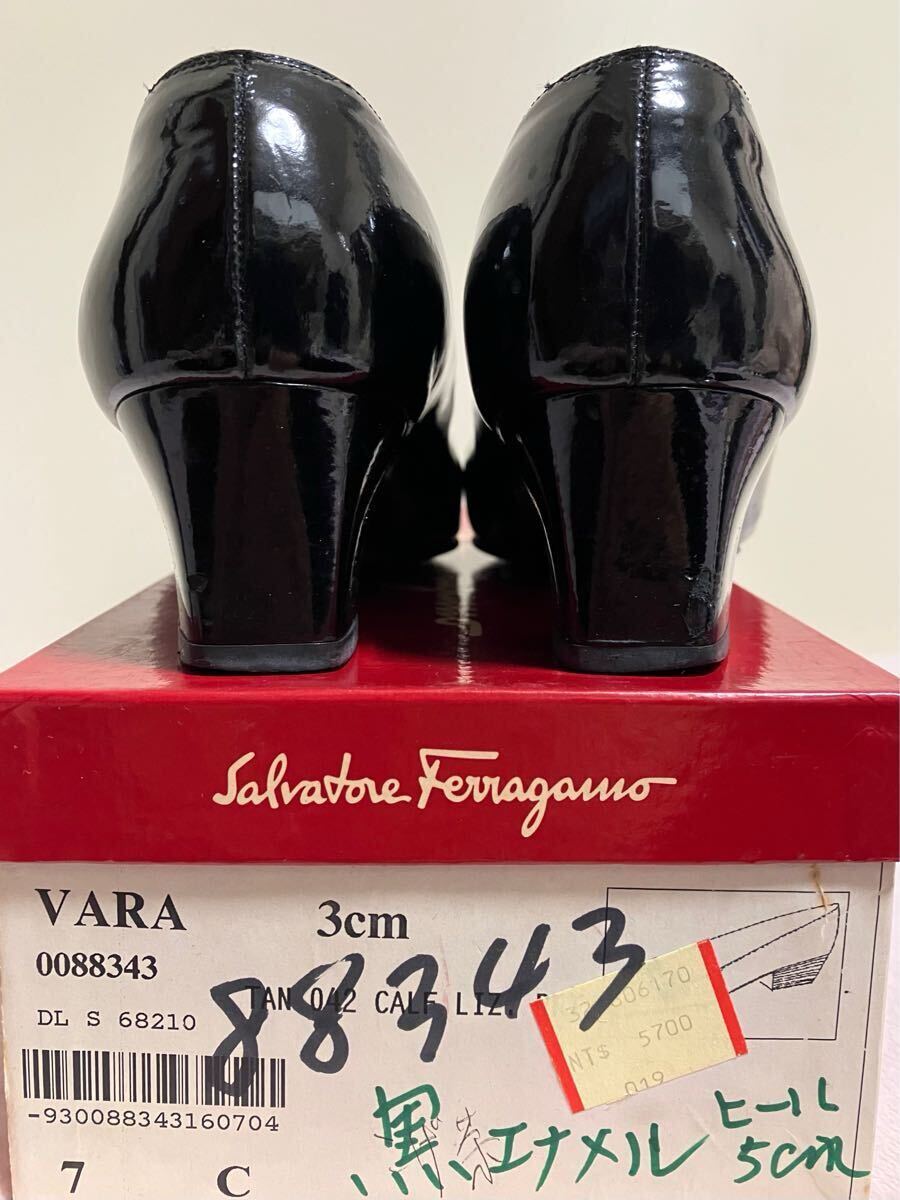 Salvatore Ferragamo
VARA 3cm
0088343
88343
TAN 042 CALF LIZ.
DL S 68210
06170
NT$ 5700
019
-930088343160704
7 C
黒エナメル
ヒール
5cm